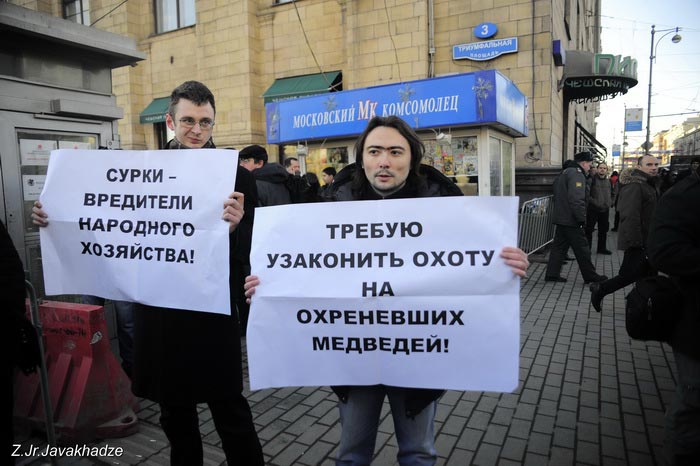 3
ТРИУМФАЛЬНАЯ
ПЛОЩАДЬ
МОСКОВСКИЙ МК КОМСОМОЛЕЦ
СУРКИ –
ВРЕДИТЕЛИ
НАРОДНОГО
ХОЗЯЙСТВА!
ТРЕБУЮ
УЗАКОНИТЬ ОХОТУ
НА
ОХРЕНЕВШИХ
МЕДВЕДЕЙ!
Z.Jr.Javakhadze